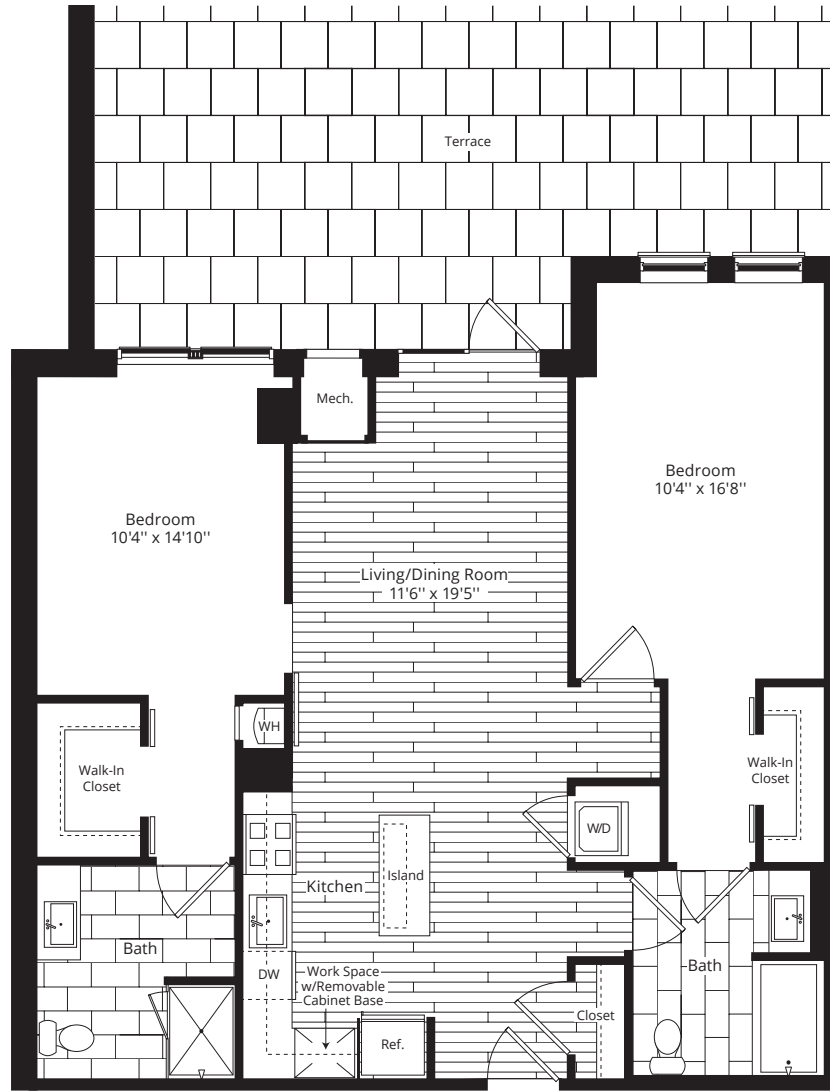 Terrace
Mech.
Bedroom
10'4'' x 14'10''
Bedroom
10'4'' x 16'8''
Living/Dining Room
11'6'' x 19'5''
WH
Walk-In
Closet
Walk-In
Closet
W/D
Kitchen
Island
Bath
DW
Work Space
w/Removable
Cabinet Base
Bath
Closet
Ref.